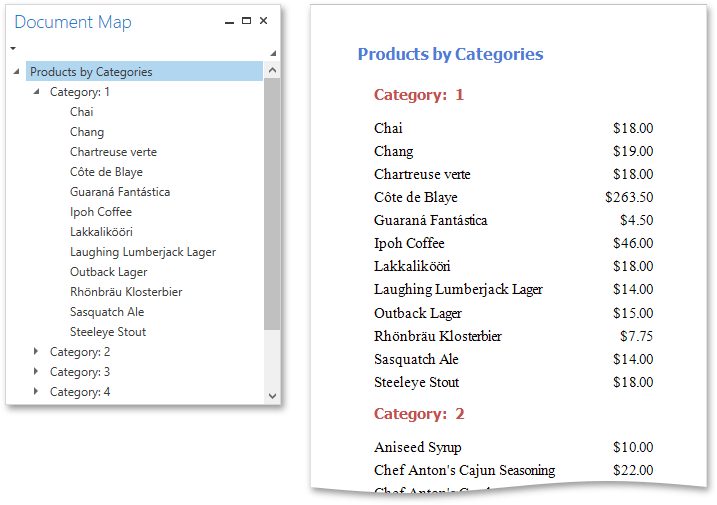 Document Map
Products by Categories
Category: 1
Chai
Chang
Chartreuse verte
Côte de Blaye
Guaraná Fantástica
Ipoh Coffee
Lakkalikööri
Laughing Lumberjack Lager
Outback Lager
Rhönbräu Klosterbier
Sasquatch Ale
Steeleye Stout
Category: 2
Category: 3
Category: 4
Products by Categories
Category: 1
Chai $18.00
Chang $19.00
Chartreuse verte $18.00
Côte de Blaye $263.50
Guaraná Fantástica $4.50
Ipoh Coffee $46.00
Lakkalikööri $18.00
Laughing Lumberjack Lager $14.00
Outback Lager $15.00
Rhönbräu Klosterbier $7.75
Sasquatch Ale $14.00
Steeleye Stout $18.00
Category: 2
Aniseed Syrup $10.00
Chef Anton's Cajun Seasoning $22.00
Chef Anton's